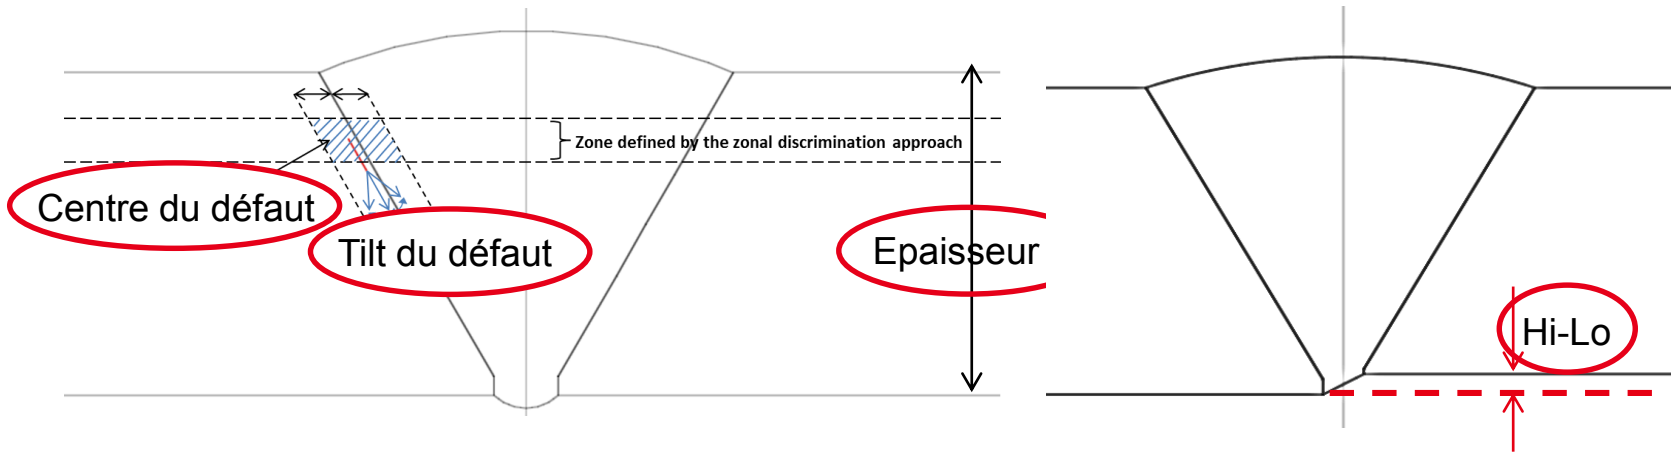 Zone defined by the zonal discrimination approach
Centre du défaut
Tilt du défaut
Epaisseur
Hi-Lo